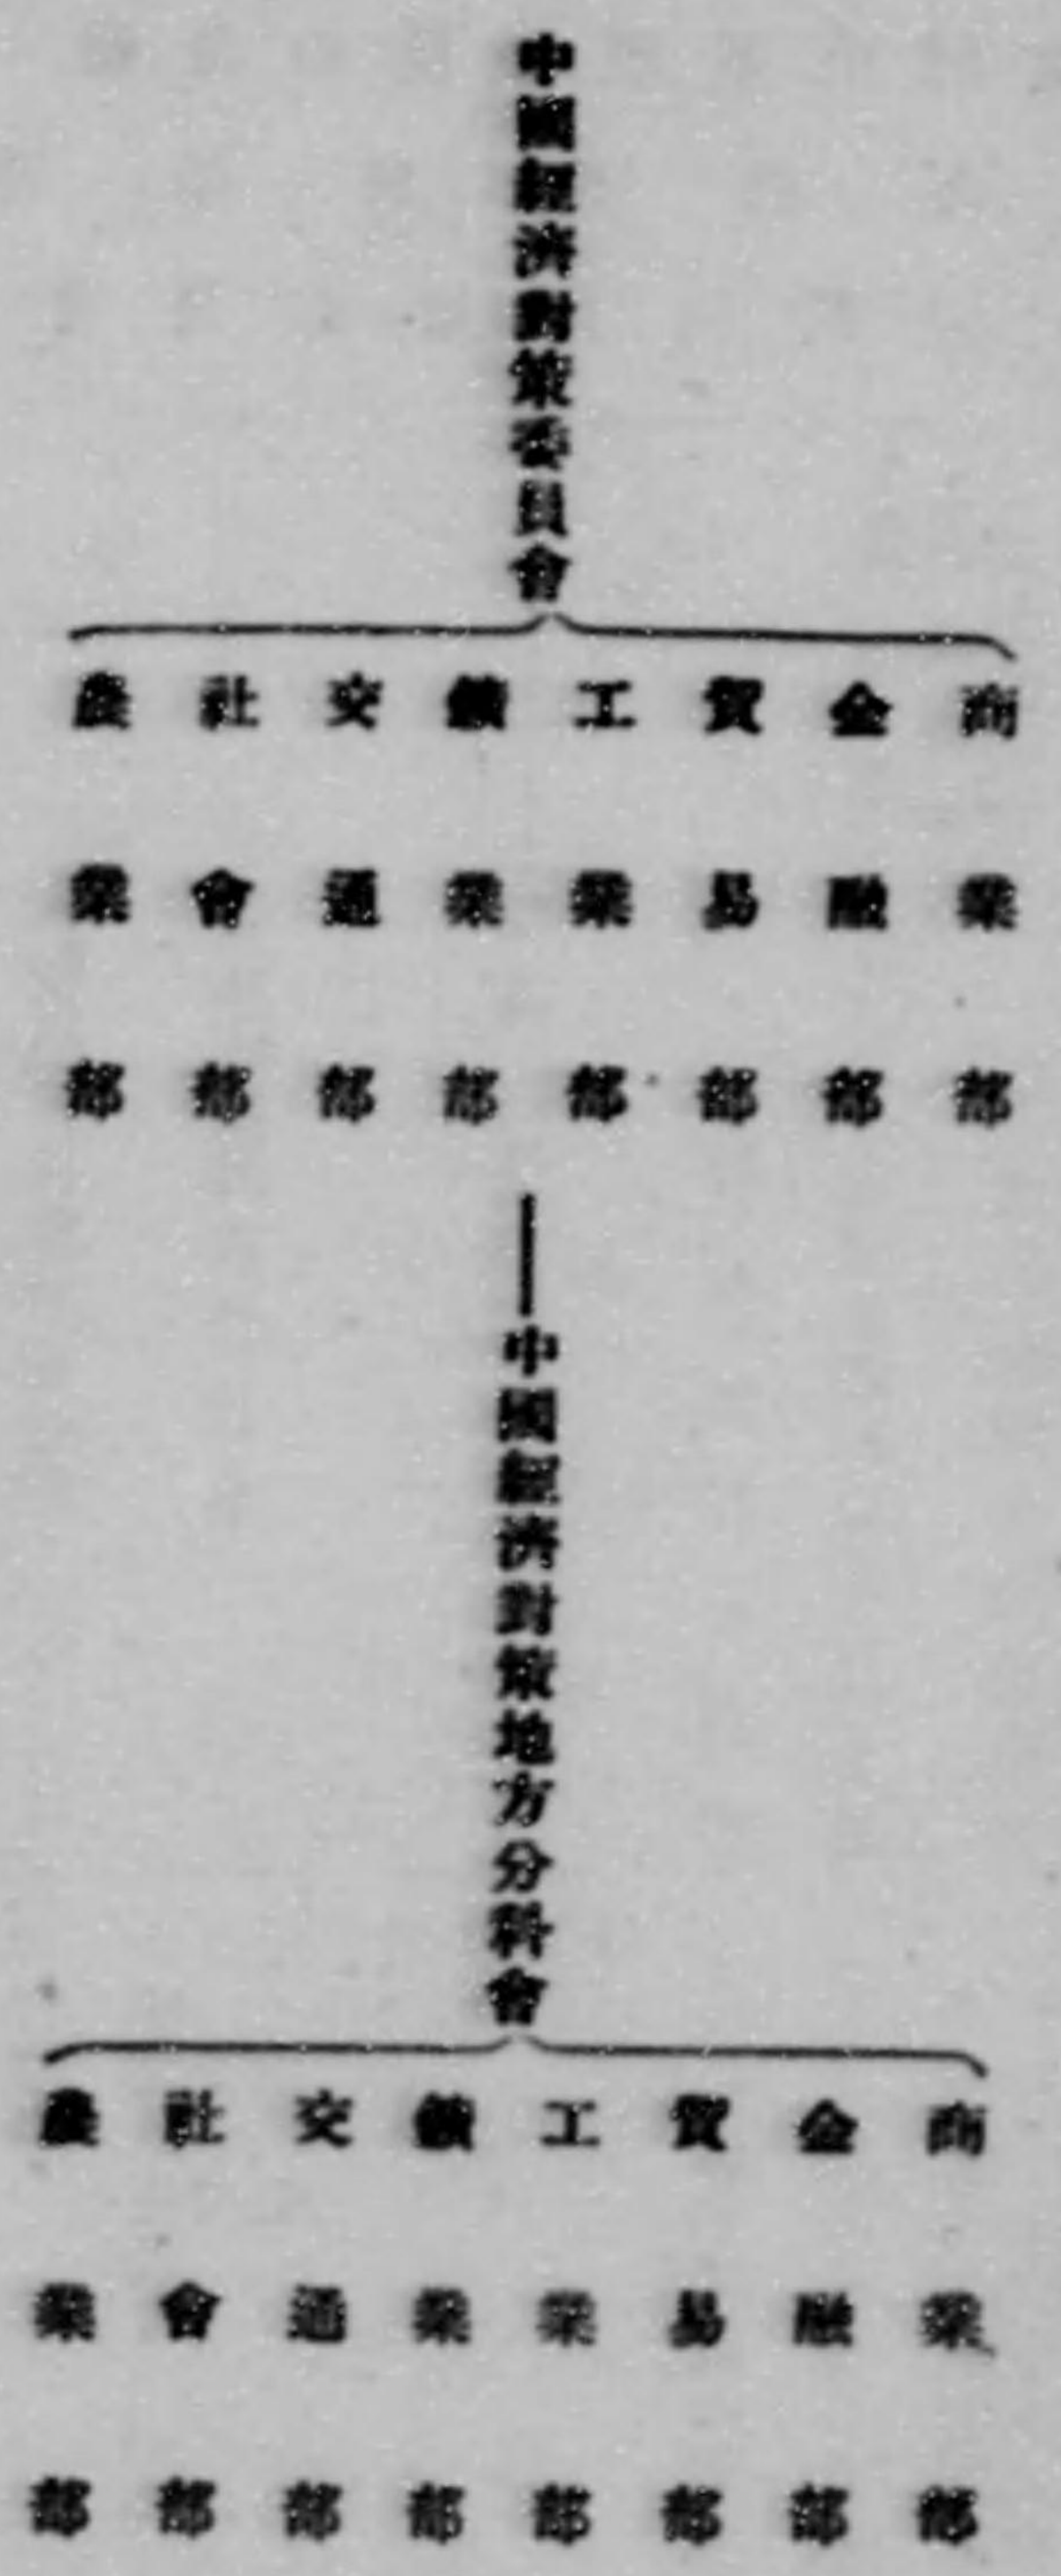 中國經濟對策委員會
商業部
金融部
貿易部
工業部
鑛業部
交通部
社會部
農業部
中國經濟對策地方分科會
商業部
金融部
貿易部
工業部
鑛業部
交通部
社會部
農業部